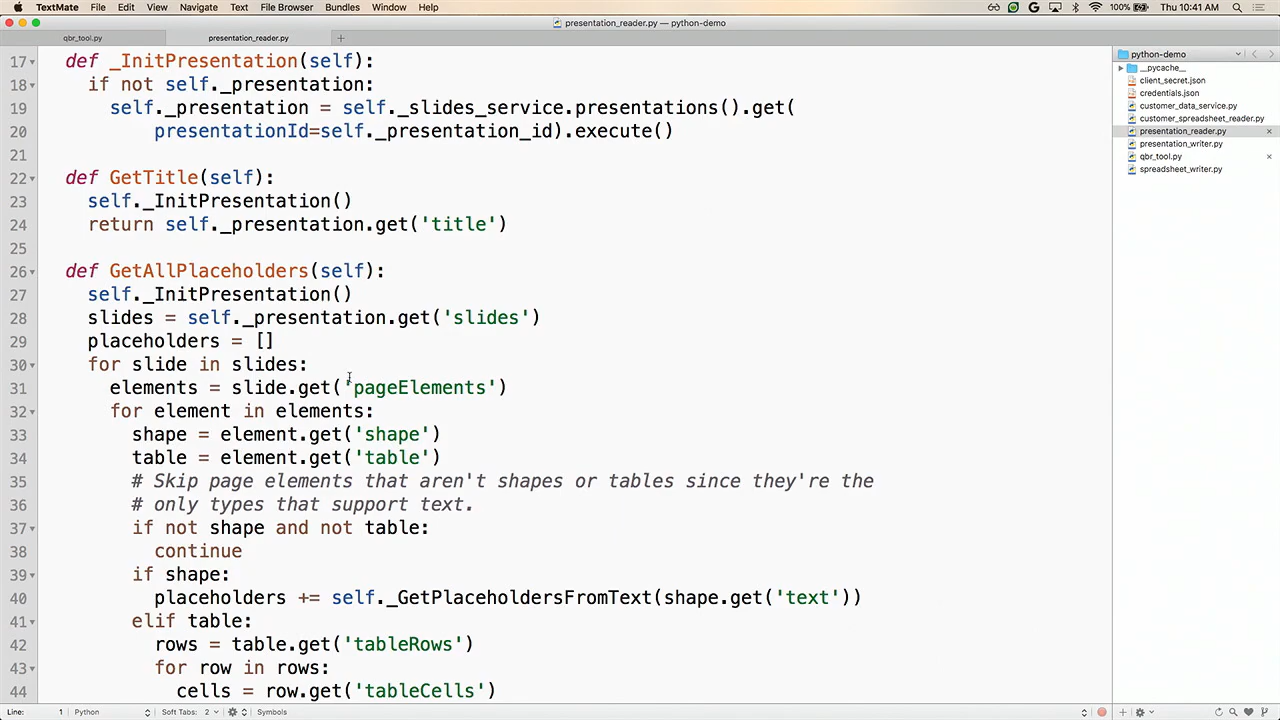 TextMate File Edit View Navigate Text File Browser Bundles Window Help 100% Thu 10:41 AM
presentation_reader.py — python-demo
qbr_tool.py presentation_reader.py
17 def _InitPresentation(self):
18 if not self._presentation:
19 self._presentation = self._slides_service.presentations().get(
20 presentationId=self._presentation_id).execute()
21
22 def GetTitle(self):
23 self._InitPresentation()
24 return self._presentation.get('title')
25
26 def GetAllPlaceholders(self):
27 self._InitPresentation()
28 slides = self._presentation.get('slides')
29 placeholders = []
30 for slide in slides:
31 elements = slide.get('pageElements')
32 for element in elements:
33 shape = element.get('shape')
34 table = element.get('table')
35 # Skip page elements that aren't shapes or tables since they're the
36 # only types that support text.
37 if not shape and not table:
38 continue
39 if shape:
40 placeholders += self._GetPlaceholdersFromText(shape.get('text'))
41 elif table:
42 rows = table.get('tableRows')
43 for row in rows:
44 cells = row.get('tableCells')
python-demo
__pycache__
client_secret.json
credentials.json
customer_data_service.py
customer_spreadsheet_reader.py
presentation_reader.py
presentation_writer.py
qbr_tool.py
spreadsheet_writer.py
Line: 1 Python Soft Tabs: 2 Symbols